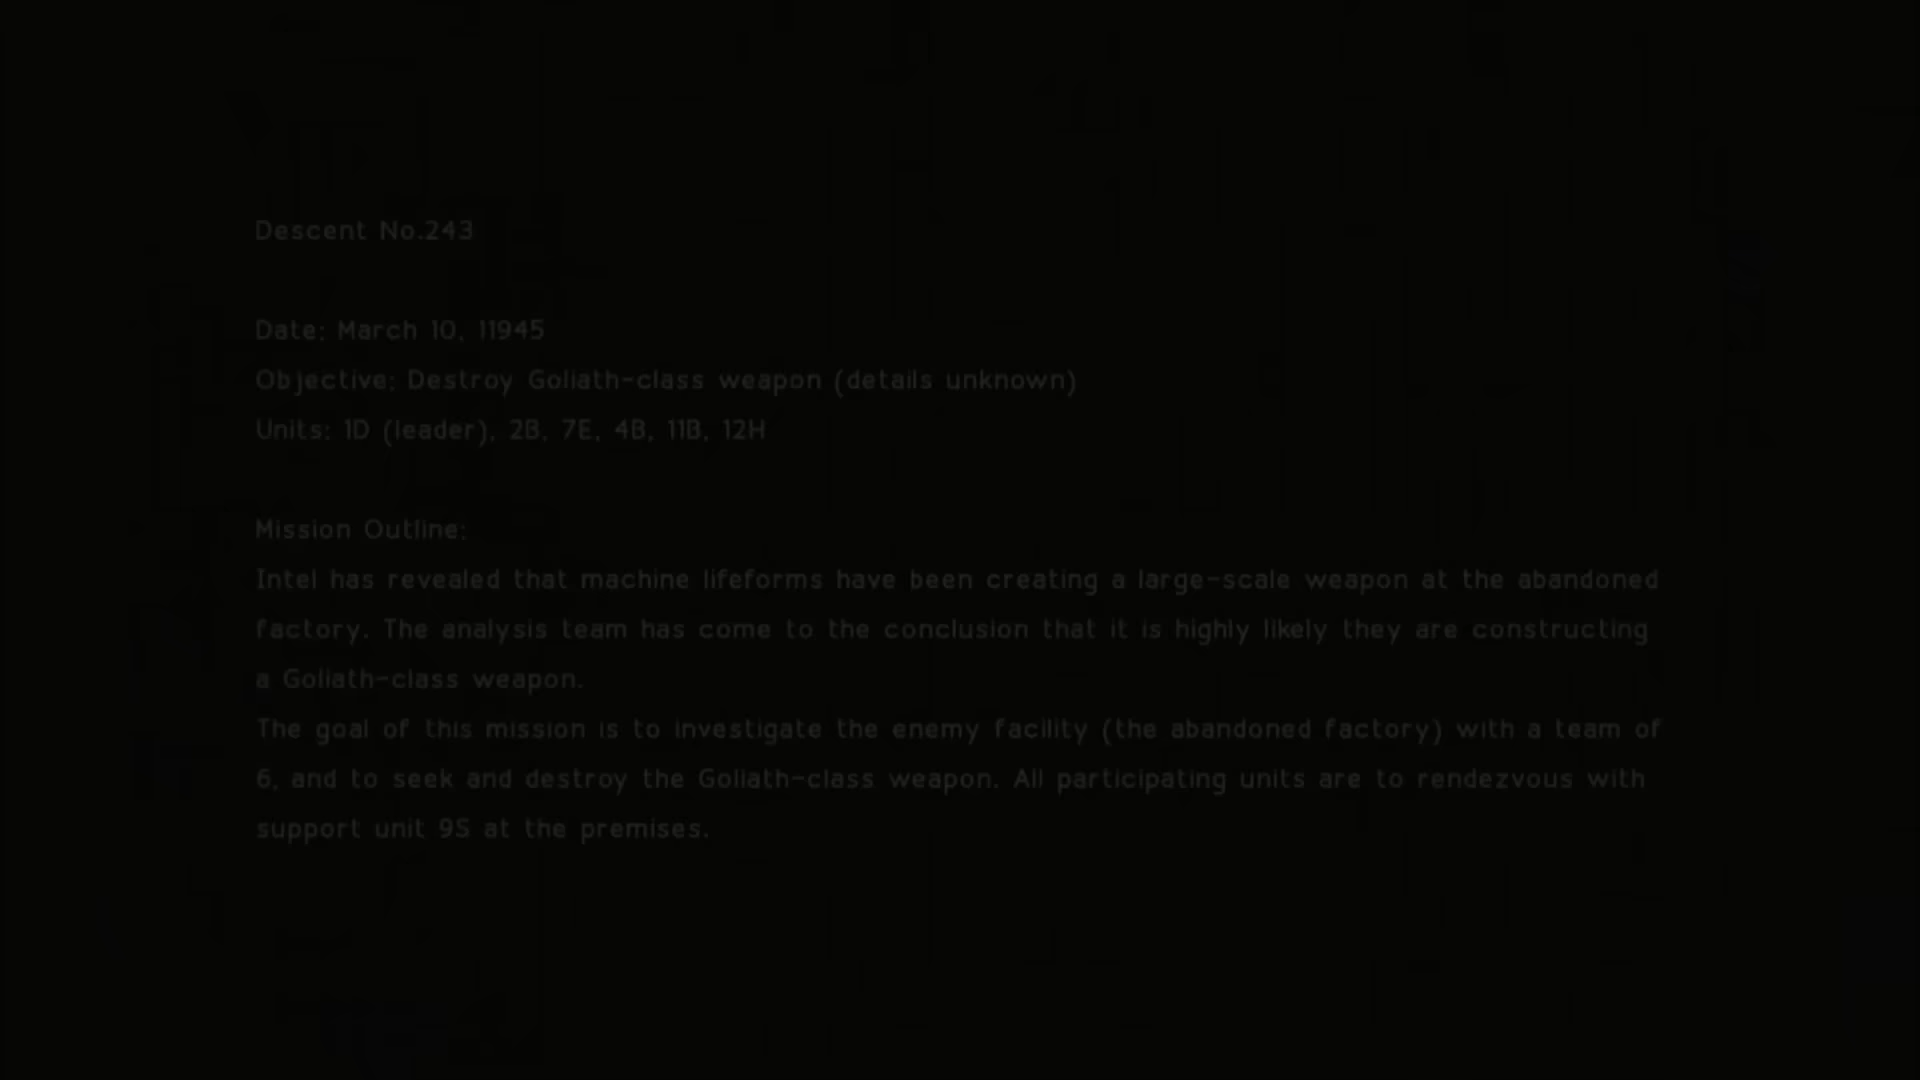 Descent No.243
Date: March 10, 11945
Objective: Destroy Goliath-class weapon (details unknown)
Units: 1D (leader), 2B, 7E, 4B, 11B, 12H
Mission Outline:
Intel has revealed that machine lifeforms have been creating a large-scale weapon at the abandoned
factory. The analysis team has come to the conclusion that it is highly likely they are constructing
a Goliath-class weapon.
The goal of this mission is to investigate the enemy facility (the abandoned factory) with a team of
6, and to seek and destroy the Goliath-class weapon. All participating units are to rendezvous with
support unit 9S at the premises.